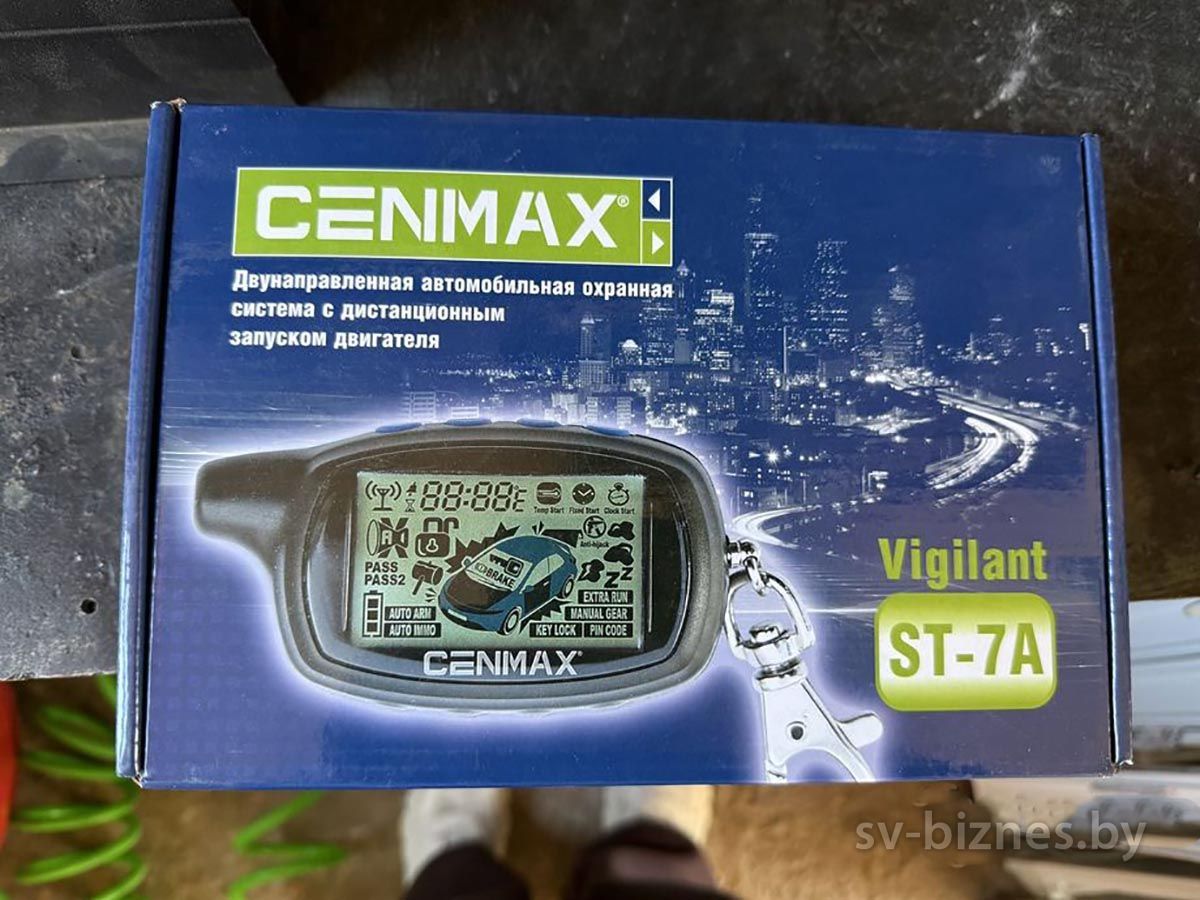 CENMAX®
Двунаправленная автомобильная охранная
система с дистанционным
запуском двигателя
88:88
Temp Start Fixed Start Clock Start
Anti-hijack
PASS
PASS2
BRAKE
ZZ
EXTRA RUN
AUTO ARM
MANUAL GEAR
AUTO IMMO
KEY LOCK PIN CODE
CENMAX®
Vigilant
ST-7A
sv-biznes.by